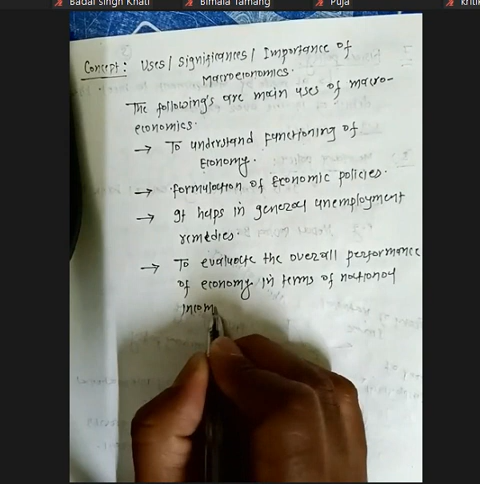 Badal singh Khati
Bimala Tamang
Puja
Concept: Uses/ Significances/ Importance of
Macroeconomics.
The following's are main uses of macro-
economics.
→ To understand functioning of
Economy.
→ formulation of Economic policies.
→ It helps in general unemployment
remedies.
→ To evaluate the overall performance
of economy in terms of national
incom